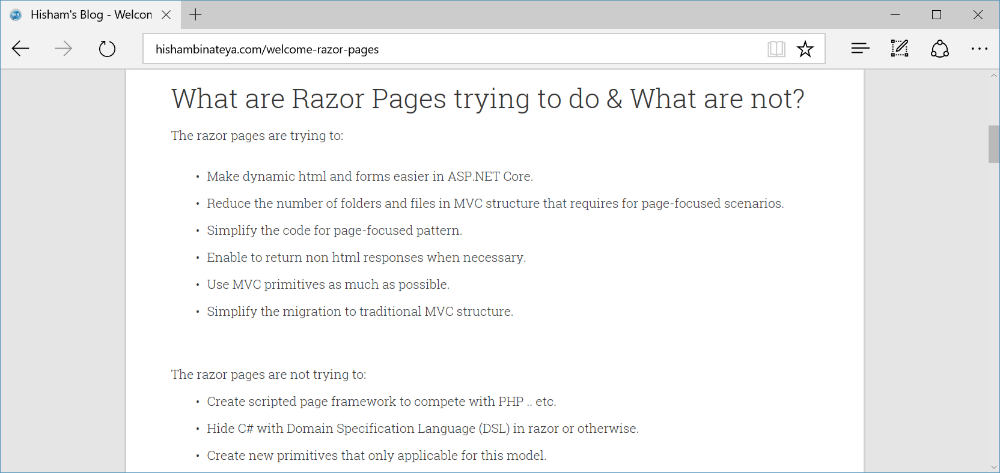 Hisham's Blog - Welcon
hishambinateya.com/welcome-razor-pages
What are Razor Pages trying to do & What are not?
The razor pages are trying to:
• Make dynamic html and forms easier in ASP.NET Core.
• Reduce the number of folders and files in MVC structure that requires for page-focused scenarios.
• Simplify the code for page-focused pattern.
• Enable to return non html responses when necessary.
• Use MVC primitives as much as possible.
• Simplify the migration to traditional MVC structure.
The razor pages are not trying to:
• Create scripted page framework to compete with PHP .. etc.
• Hide C# with Domain Specification Language (DSL) in razor or otherwise.
• Create new primitives that only applicable for this model.